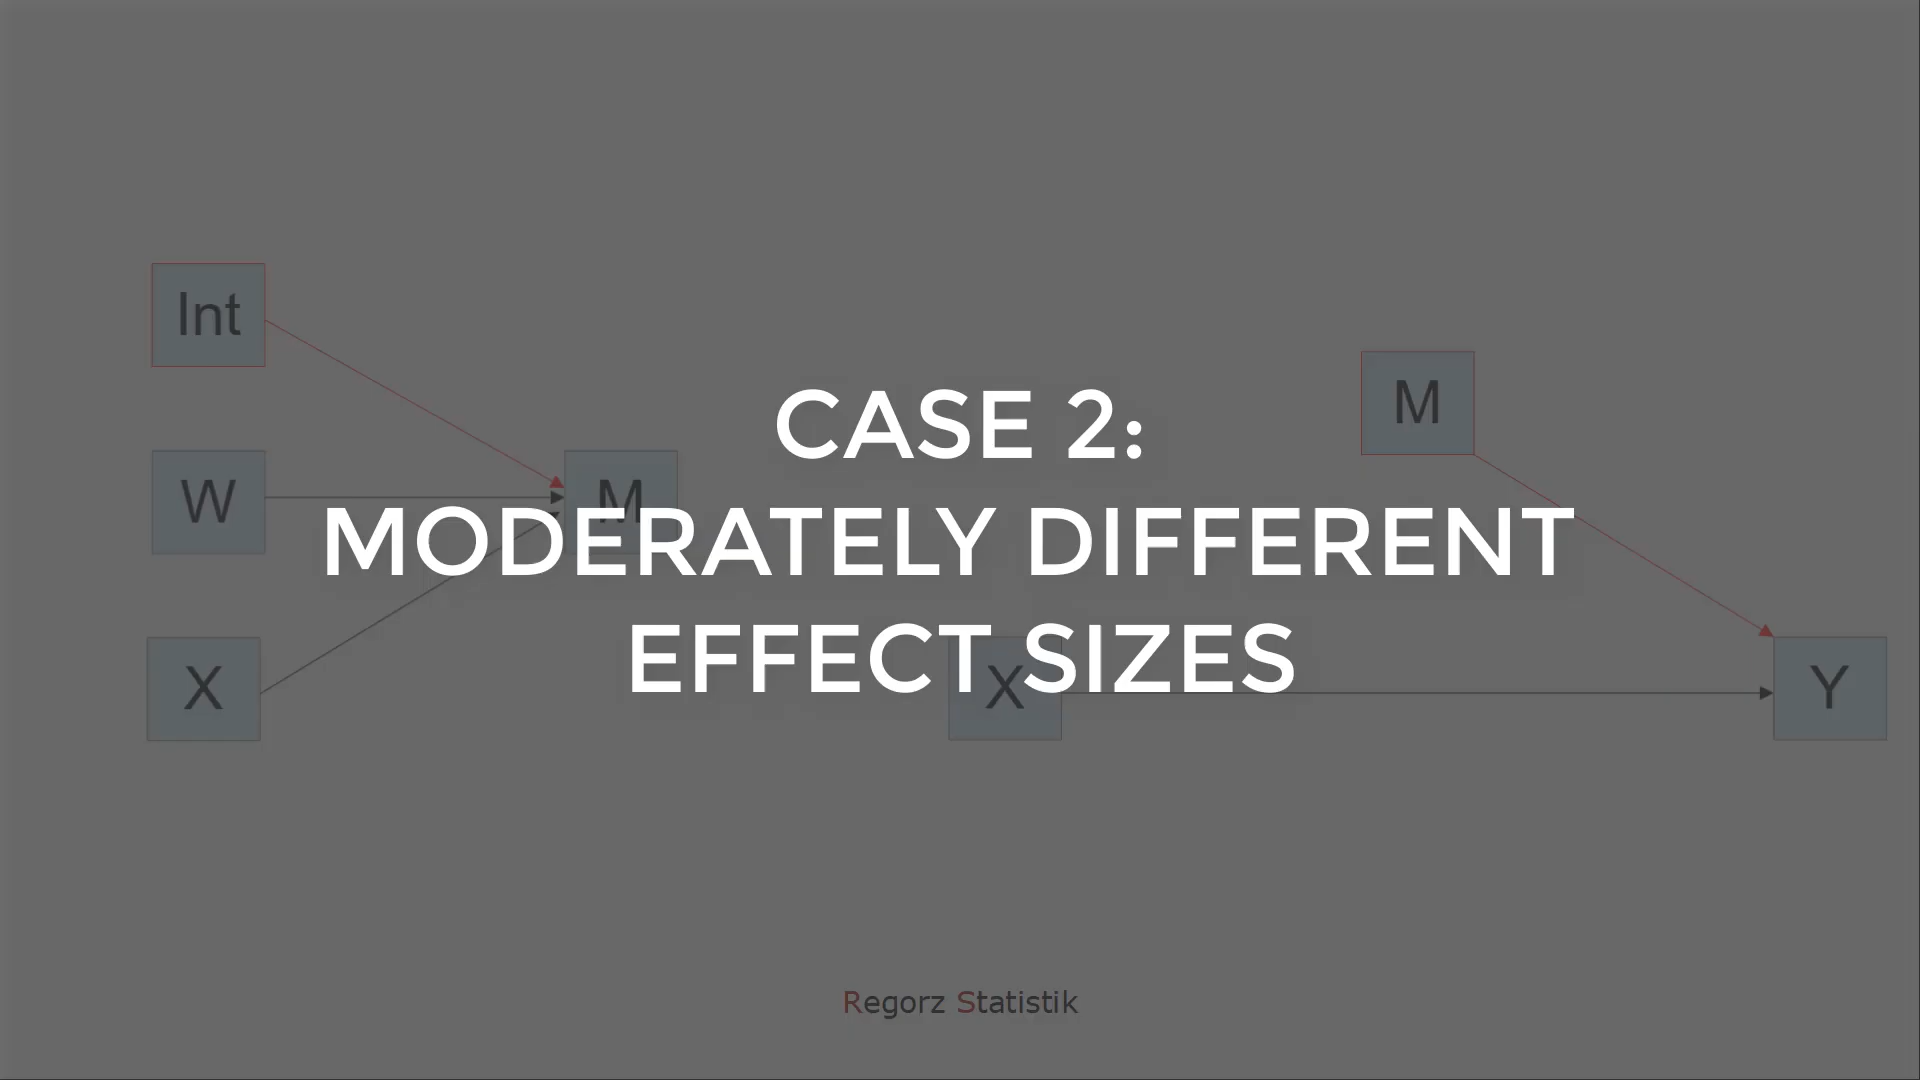 CASE 2:
MODERATELY DIFFERENT
EFFECT SIZES
Int
W
X
M
M
X
Y
Regorz Statistik